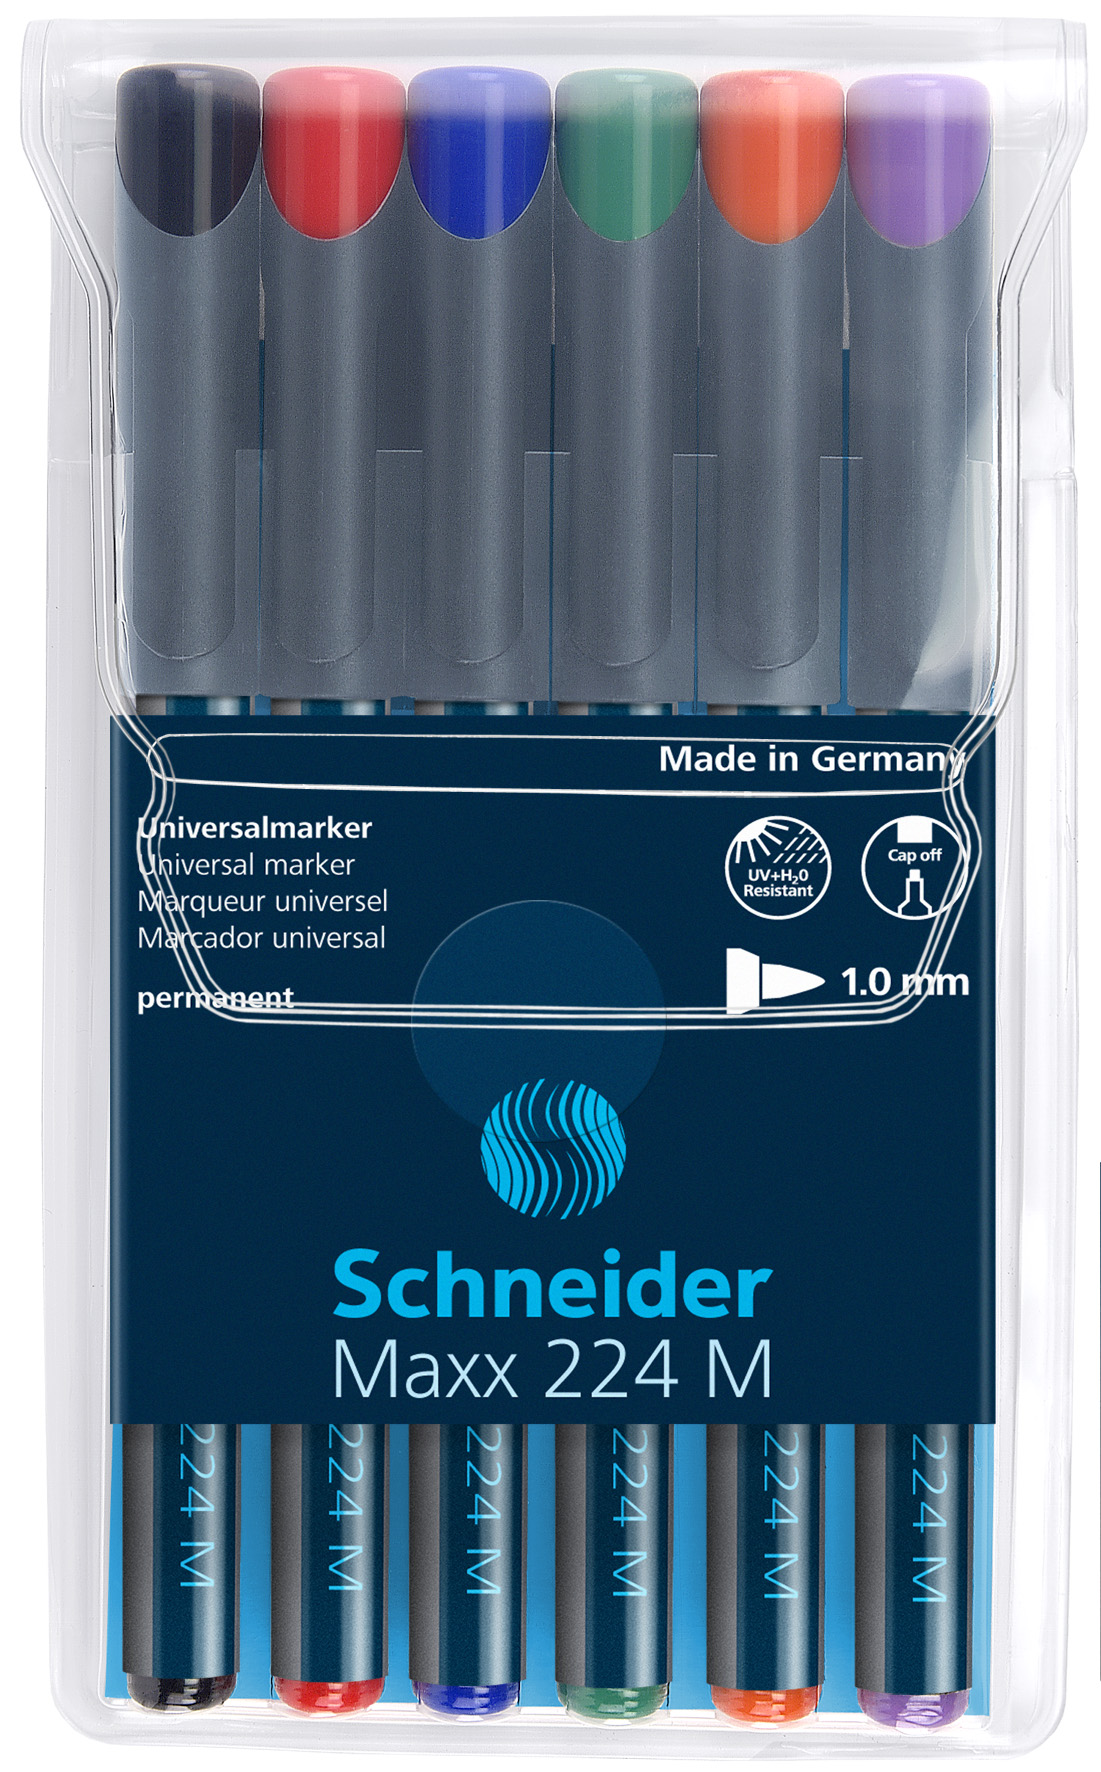 Made in Germany
Universalmarker
Universal marker
Marqueur universel
Marcador universal
permanent
UV+H₂O
Resistant
Cap off
1.0 mm
Schneider
Maxx 224 M
224 M
224 M
224 M
224 M
224 M
224 M